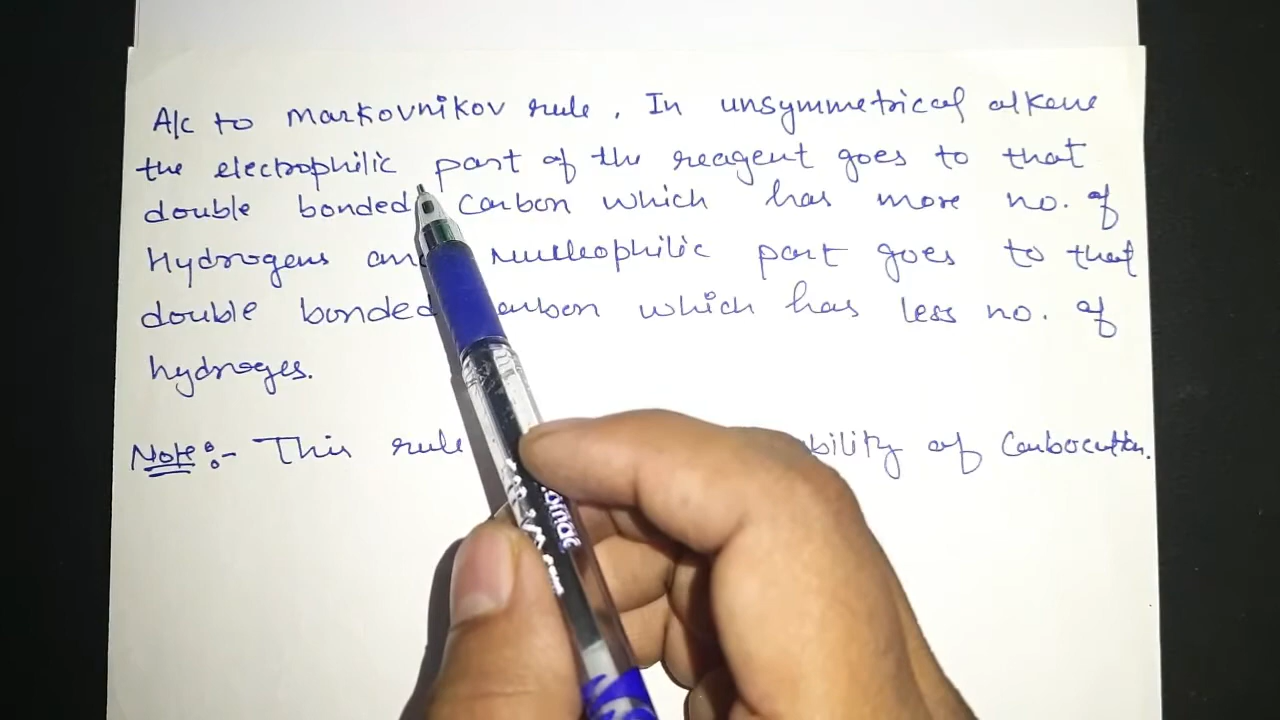 A/c to Markovnikov rule, In unsymmetrical alkene
the electrophilic part of the reagent goes to that
double bonded carbon which has more no. of
Hydrogens and nucleophilic part goes to that
double bonded carbon which has less no. of
hydroges.
Note:- This rule bility of Carbocation.